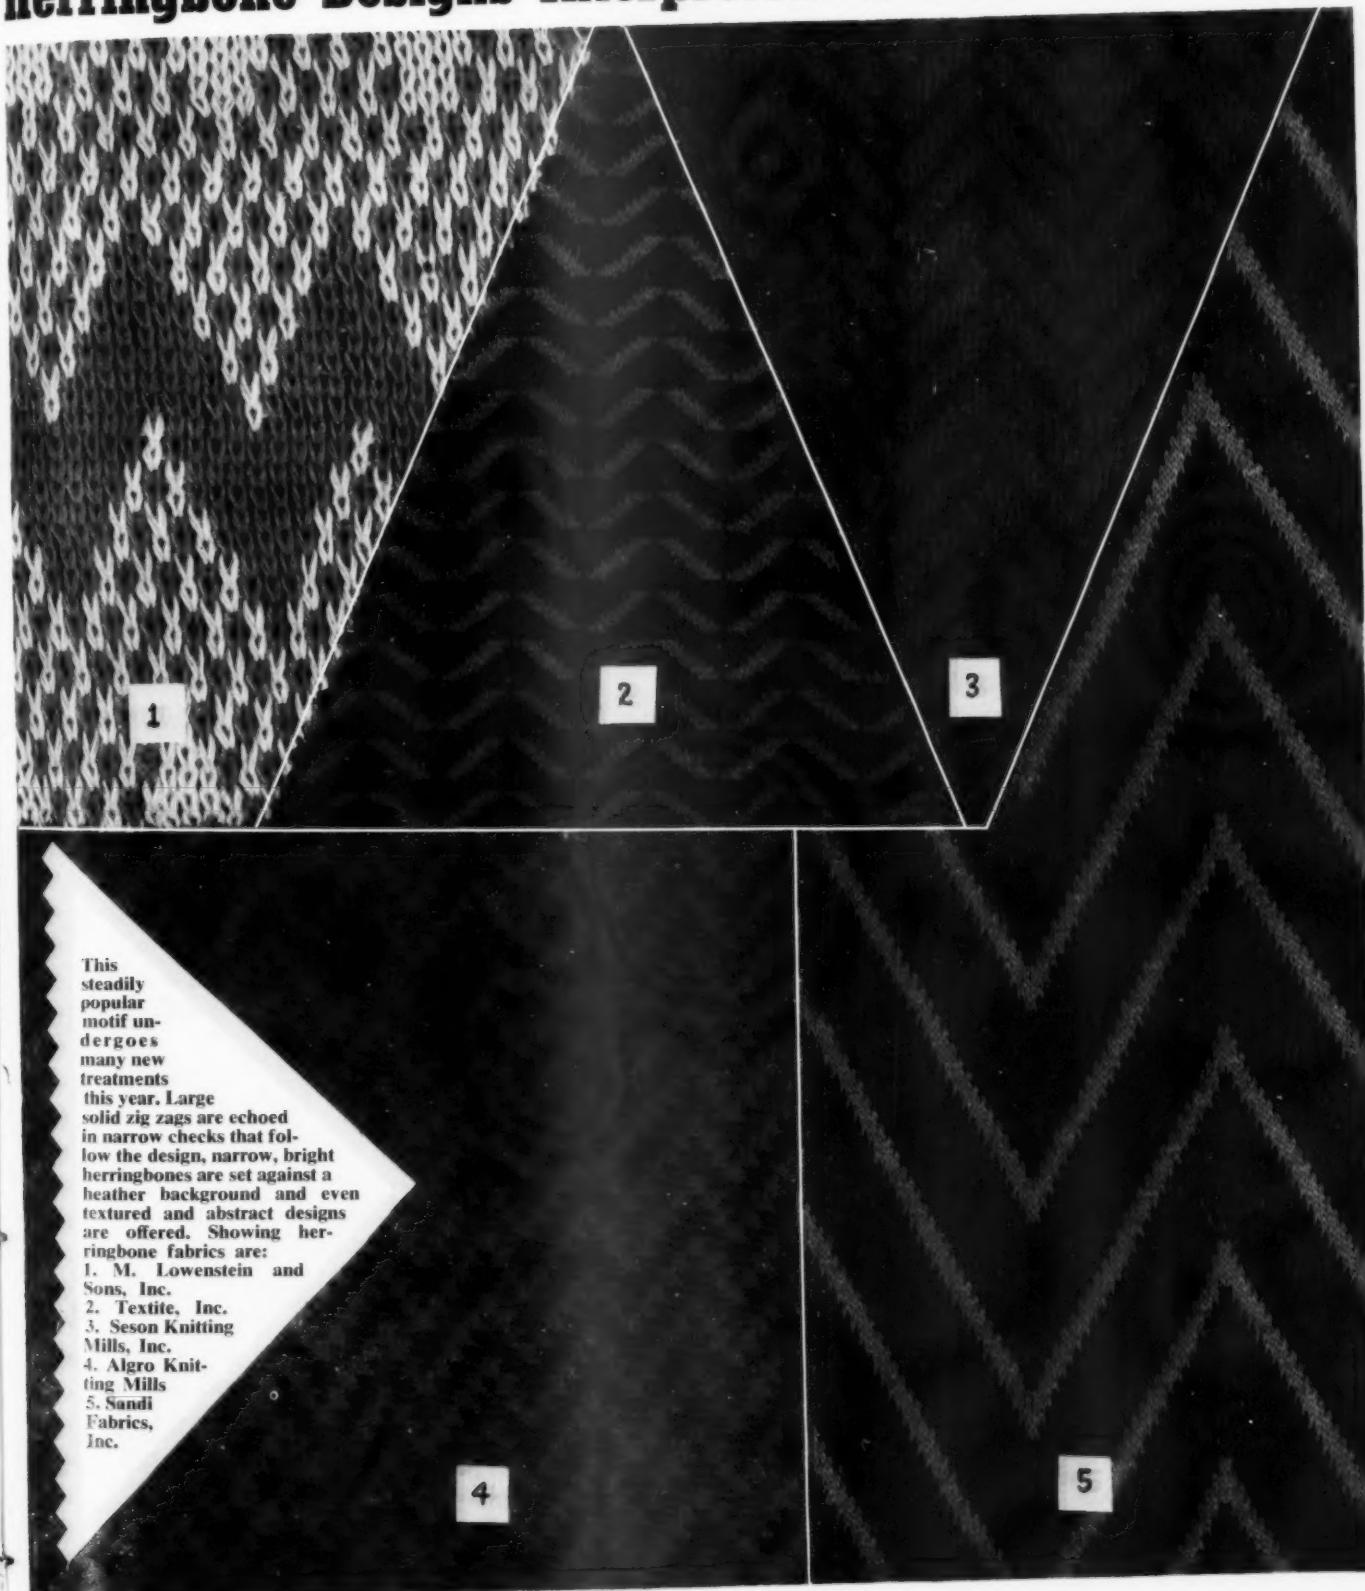 herringbone Designs
1
2
3
This
steadily
popular
motif un-
dergoes
many new
treatments
this year. Large
solid zig zags are echoed
in narrow checks that fol-
low the design, narrow, bright
herringbones are set against a
heather background and even
textured and abstract designs
are offered. Showing her-
ringbone fabrics are:
1. M. Lowenstein and
Sons, Inc.
2. Textite, Inc.
3. Seson Knitting
Mills, Inc.
4. Algro Knit-
ting Mills
5. Sandi
Fabrics,
Inc.
4
5